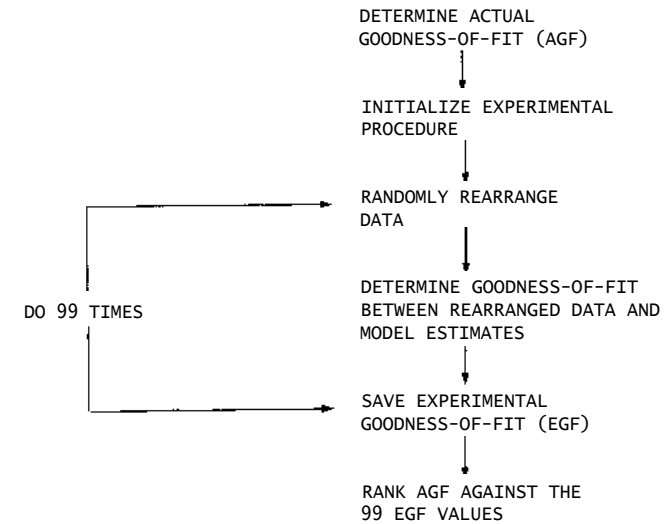 DETERMINE ACTUAL
GOODNESS-OF-FIT (AGF)
INITIALIZE EXPERIMENTAL
PROCEDURE
RANDOMLY REARRANGE
DATA
DETERMINE GOODNESS-OF-FIT
BETWEEN REARRANGED DATA AND
MODEL ESTIMATES
DO 99 TIMES
SAVE EXPERIMENTAL
GOODNESS-OF-FIT (EGF)
RANK AGF AGAINST THE
99 EGF VALUES